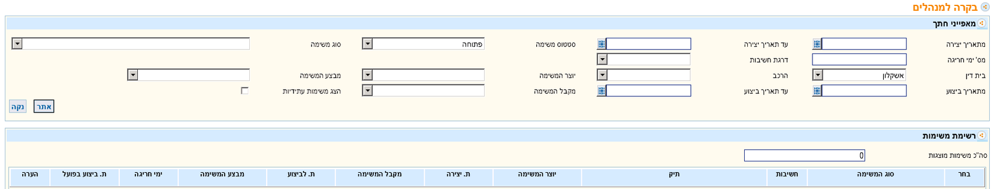 בקרה למנהלים
מאפייני חתך
מתאריך יצירה עד תאריך יצירה סטטוס משימה פתוחה סוג משימה
מס' ימי חריגה דרגת חשיבות
בית דין אשקלון הרכב יוצר המשימה מבצע המשימה
מתאריך ביצוע עד תאריך ביצוע מקבל המשימה הצג משימות עתידיות
אתר נקה
רשימת משימות
סה"כ משימות מוצגות 0
בחר סוג המשימה חשיבות תיק יוצר המשימה ת. יצירה מקבל המשימה ת. לביצוע מבצע המשימה ימי חריגה ת. ביצוע בפועל הערה